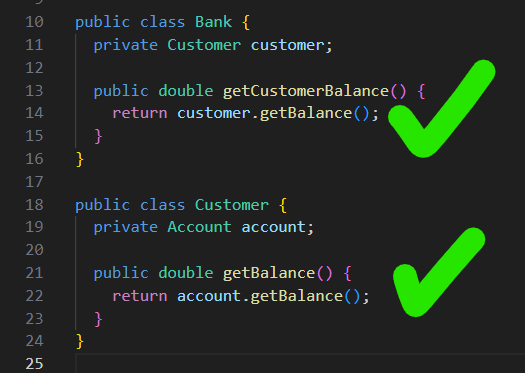 10 public class Bank {
11 private Customer customer;
12
13 public double getCustomerBalance() {
14 return customer.getBalance();
15 }
16 }
17
18 public class Customer {
19 private Account account;
20
21 public double getBalance() {
22 return account.getBalance();
23 }
24 }
25